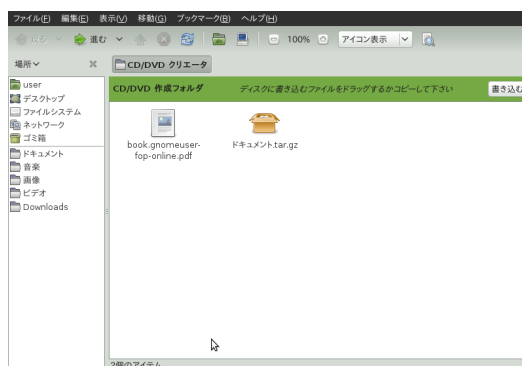 ファイル(F) 編集(E) 表示(V) 移動(G) ブックマーク(B) ヘルプ(H)
戻る 進む 100% アイコン表示
場所 CD/DVD クリエータ
user
デスクトップ
ファイルシステム
ネットワーク
ゴミ箱
ドキュメント
音楽
画像
ビデオ
Downloads
CD/DVD 作成フォルダ ディスクに書き込むファイルをドラッグするかコピーして下さい 書き込む
book.gnomeuser-
fop-online.pdf
ドキュメント.tar.gz
2個のアイテム